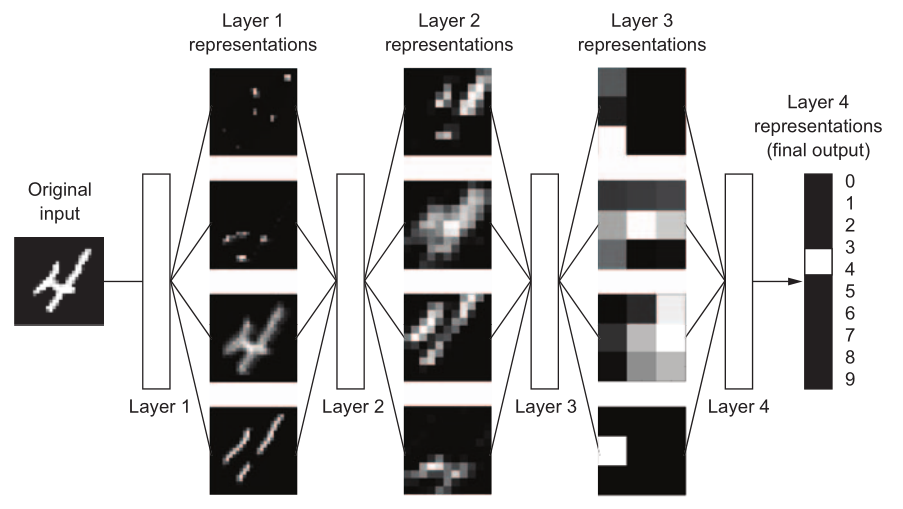 Layer 1
representations
Layer 2
representations
Layer 3
representations
Layer 4
representations
(final output)
Original
input
0
1
2
3
4
5
6
7
8
9
Layer 1
Layer 2
Layer 3
Layer 4